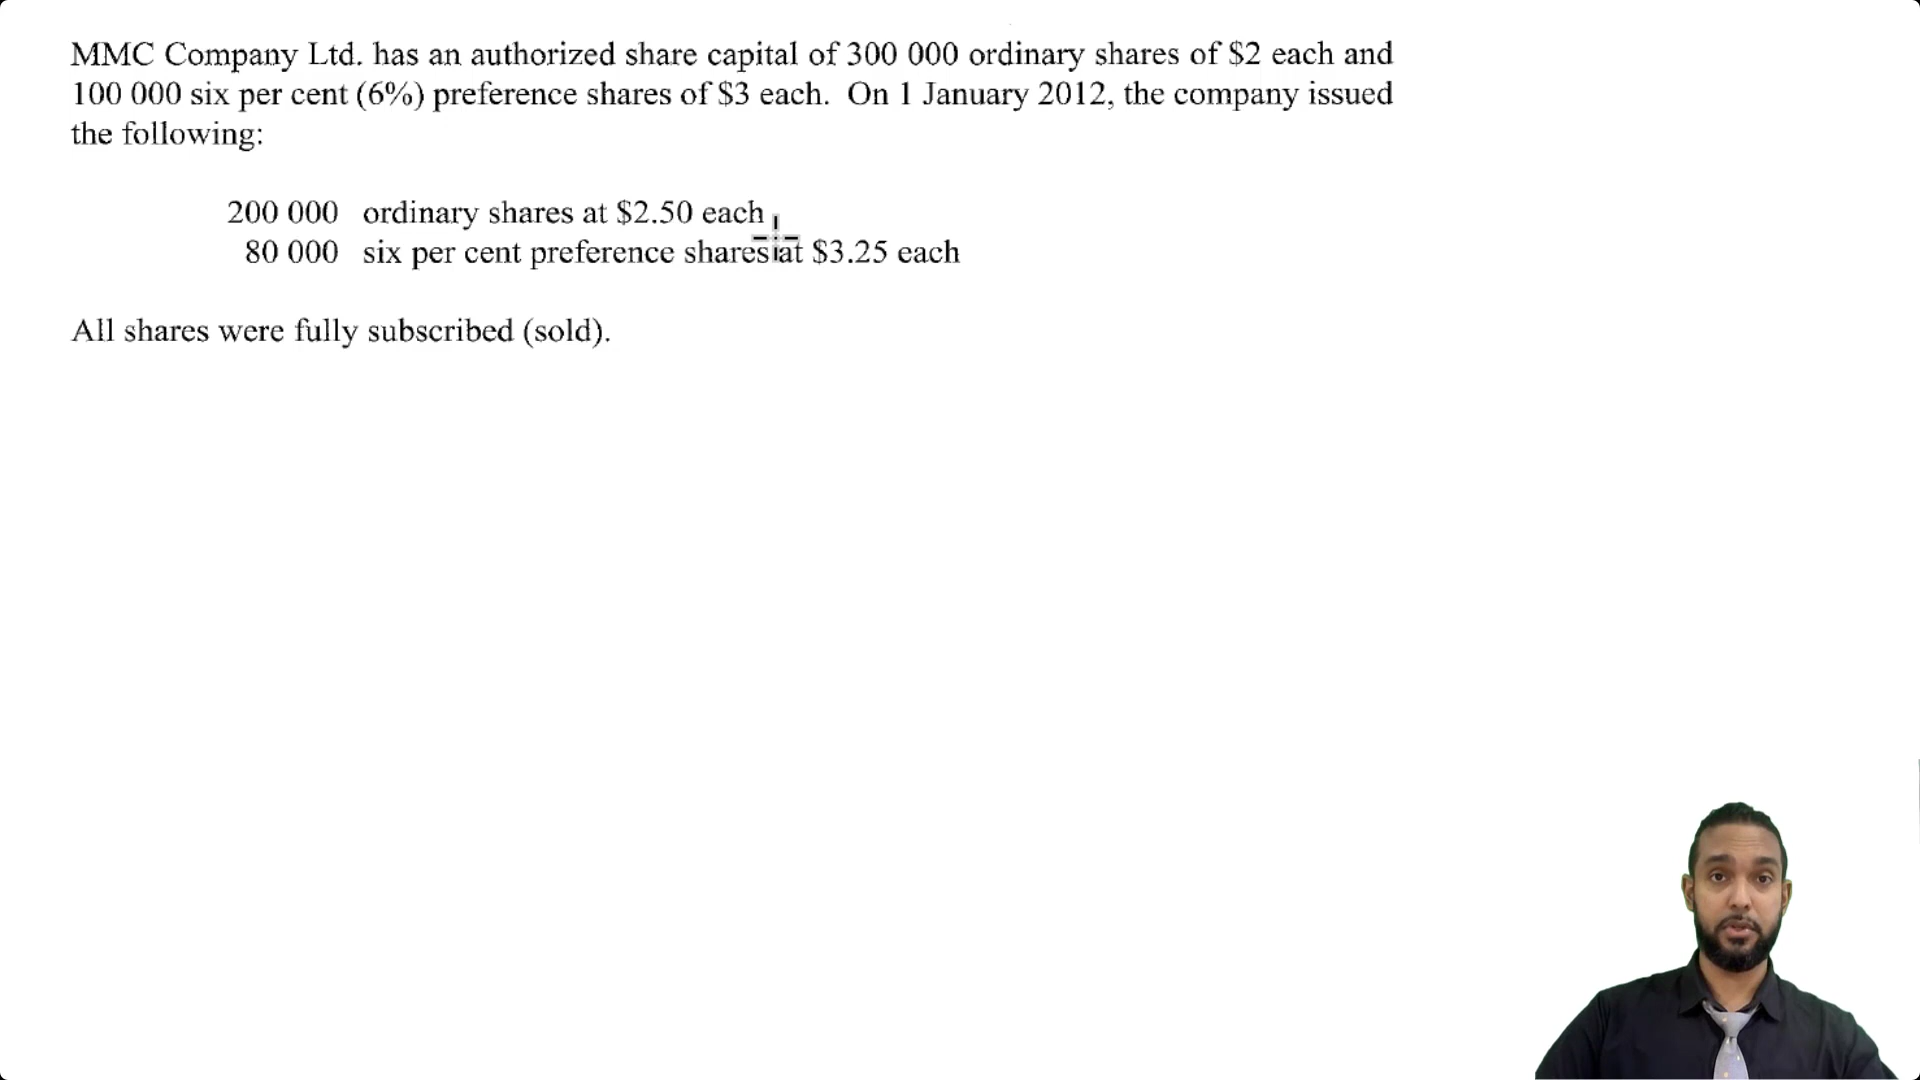 MMC Company Ltd. has an authorized share capital of 300 000 ordinary shares of $2 each and
100 000 six per cent (6%) preference shares of $3 each. On 1 January 2012, the company issued
the following:
200 000 ordinary shares at $2.50 each
80 000 six per cent preference shares at $3.25 each
All shares were fully subscribed (sold).